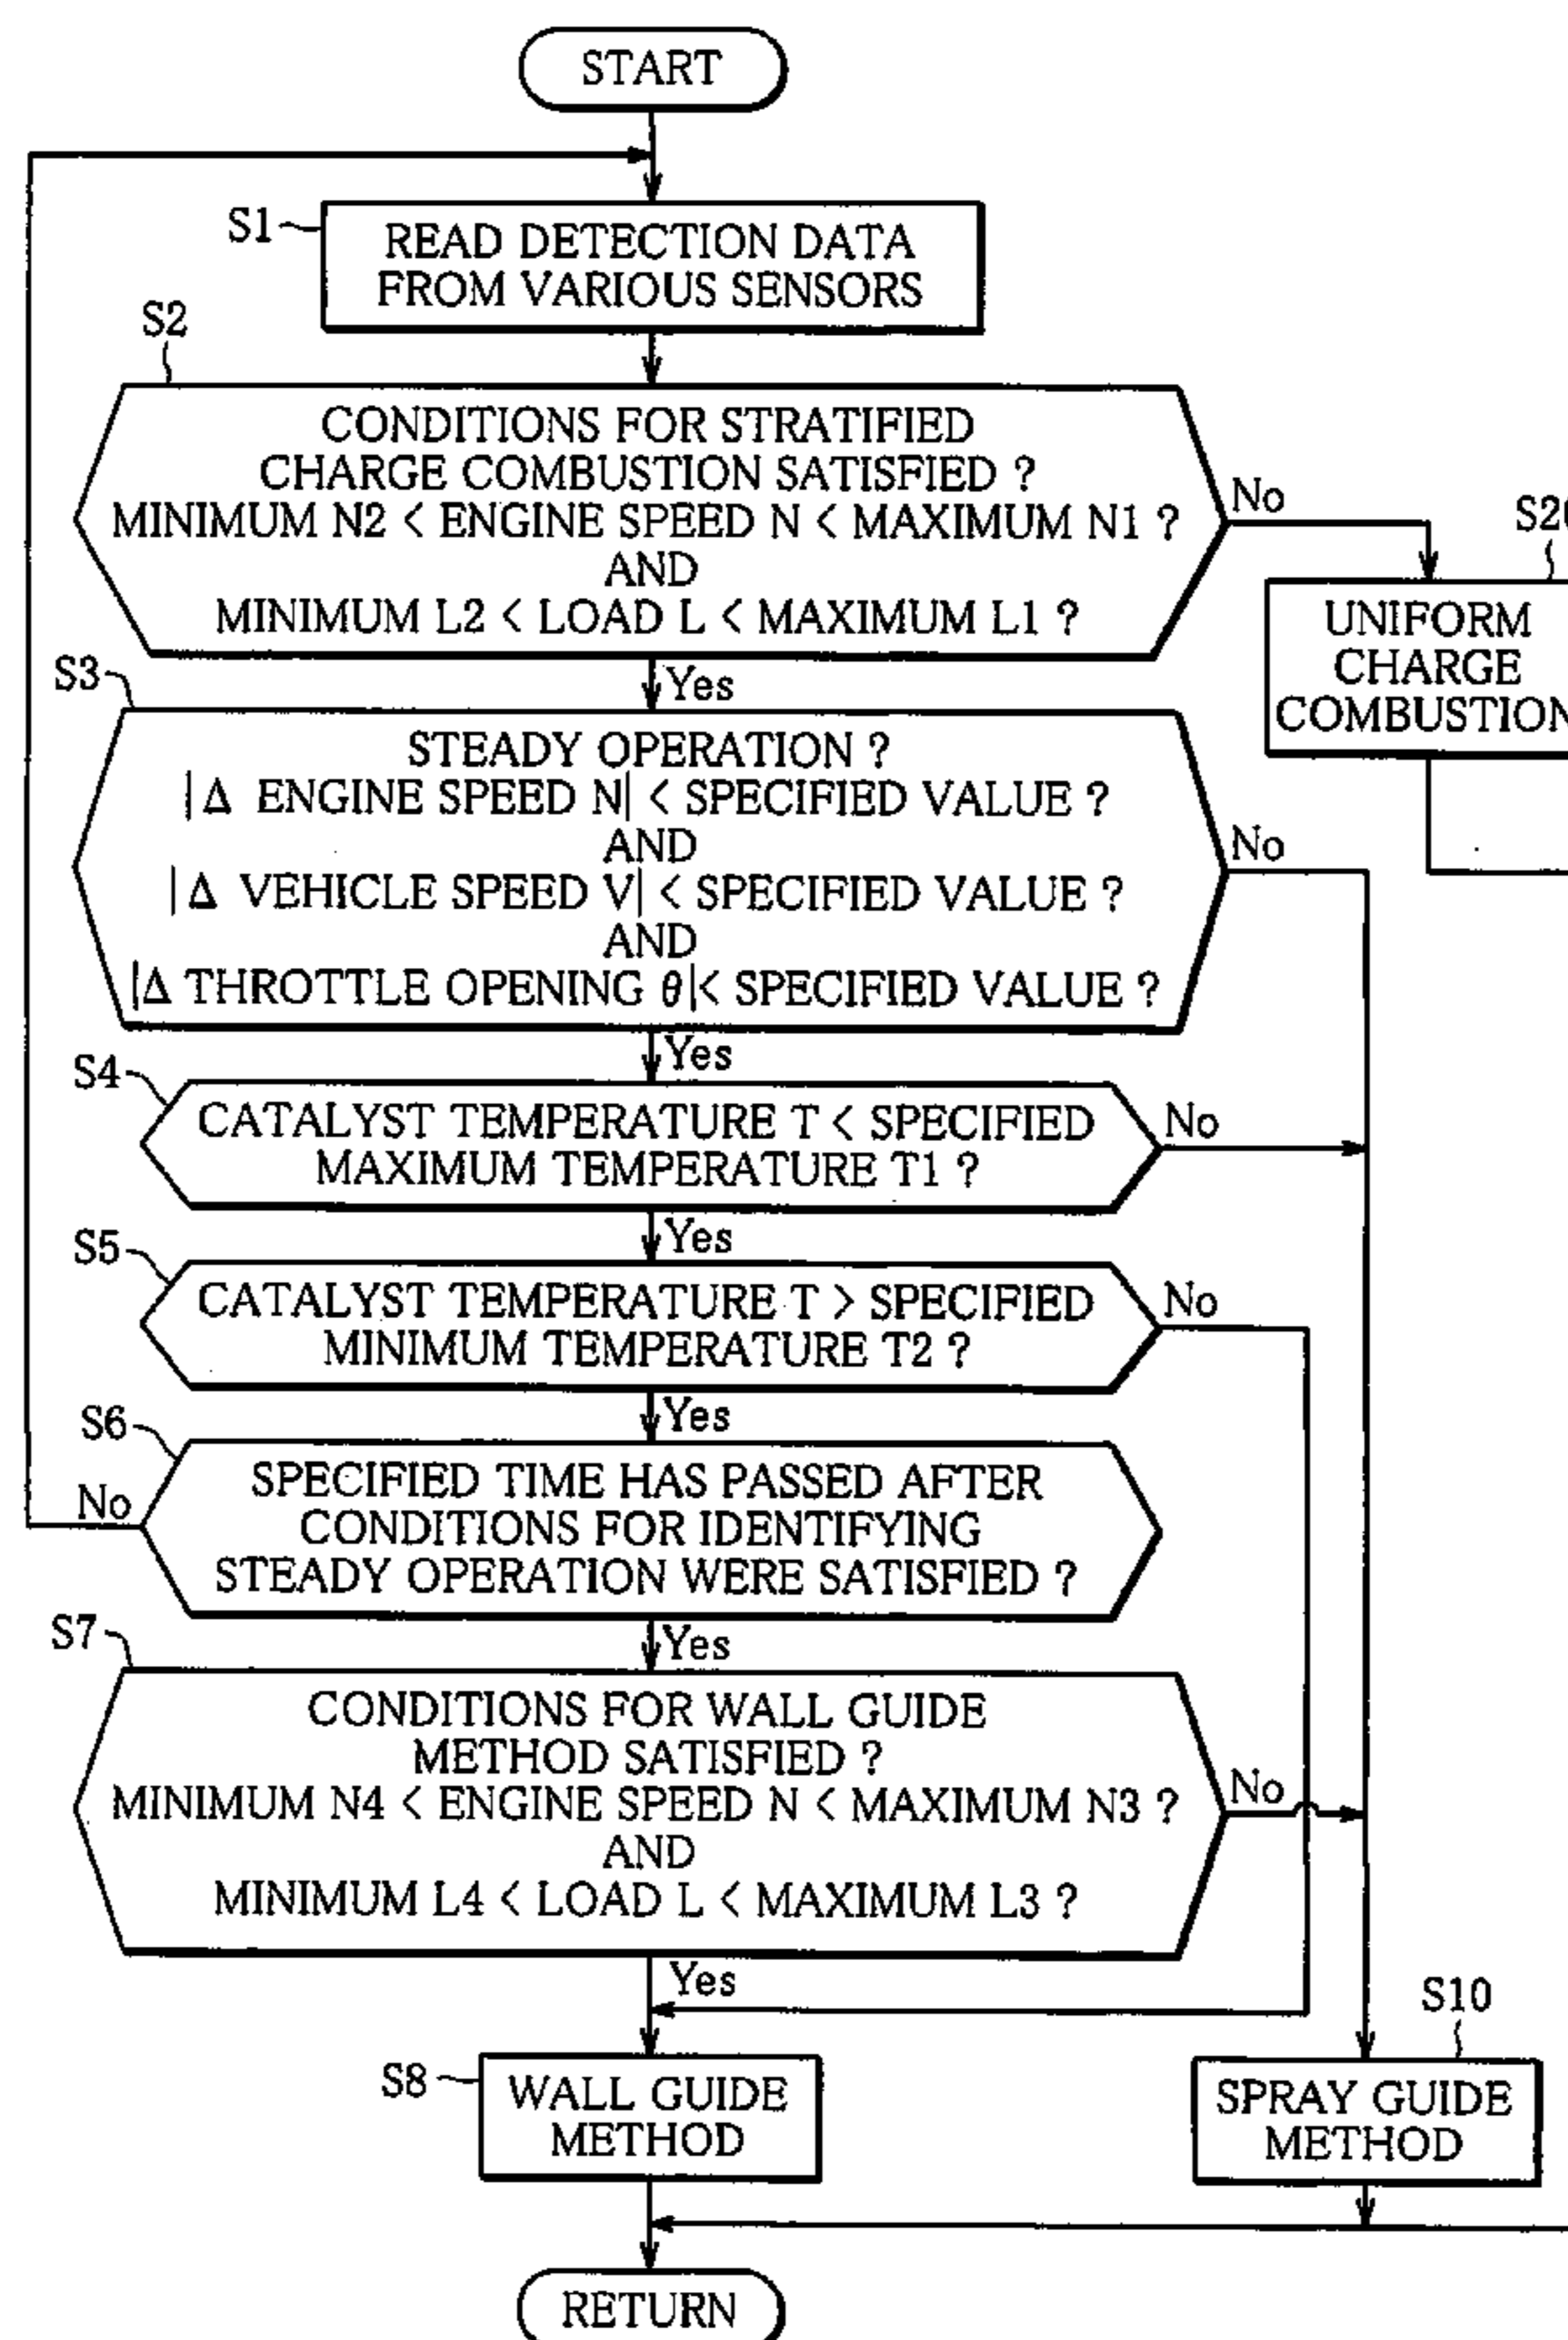 START
S1
READ DETECTION DATA
FROM VARIOUS SENSORS
S2
CONDITIONS FOR STRATIFIED
CHARGE COMBUSTION SATISFIED ?
MINIMUM N2 < ENGINE SPEED N < MAXIMUM N1 ?
AND
MINIMUM L2 < LOAD L < MAXIMUM L1 ?
No
Yes
UNIFORM
CHARGE
COMBUSTION
S3
STEADY OPERATION ?
|Δ ENGINE SPEED N| < SPECIFIED VALUE ?
AND
|Δ VEHICLE SPEED V| < SPECIFIED VALUE ?
AND
|Δ THROTTLE OPENING θ|< SPECIFIED VALUE ?
No
Yes
S4
CATALYST TEMPERATURE T < SPECIFIED
MAXIMUM TEMPERATURE T1 ?
No
Yes
S5
CATALYST TEMPERATURE T > SPECIFIED
MINIMUM TEMPERATURE T2 ?
No
Yes
S6
SPECIFIED TIME HAS PASSED AFTER
CONDITIONS FOR IDENTIFYING
STEADY OPERATION WERE SATISFIED ?
No
Yes
S7
CONDITIONS FOR WALL GUIDE
METHOD SATISFIED ?
MINIMUM N4 < ENGINE SPEED N < MAXIMUM N3 ?
AND
MINIMUM L4 < LOAD L < MAXIMUM L3 ?
No
Yes
S8
WALL GUIDE
METHOD
S10
SPRAY GUIDE
METHOD
RETURN